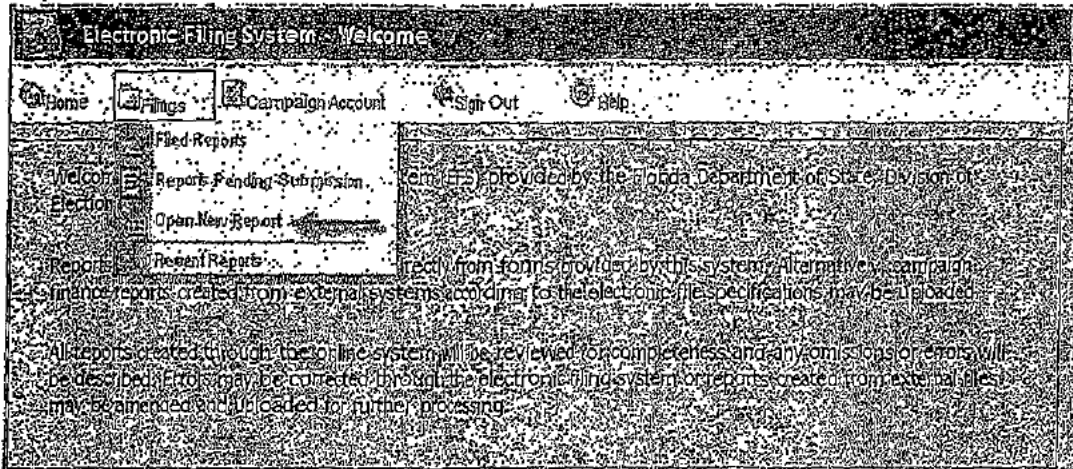 Electronic Filing System - Welcome
Home Filings Campaign Account Sign Out Help
Filed Reports
Reports Pending Submission
Open New Report
Recent Reports
Welcom em (EFS) provided by the Florida Department of State, Division of
Election
Reports rectly from forms provided by this system. Alternatively, campaign
finance reports created from external systems according to the electronic file specifications may be uploaded
All reports created through the online system will be reviewed for completeness and any omissions or errors will
be described. Errors may be corrected through the electronic filing system or reports created from external files
may be amended and uploaded for further processing.